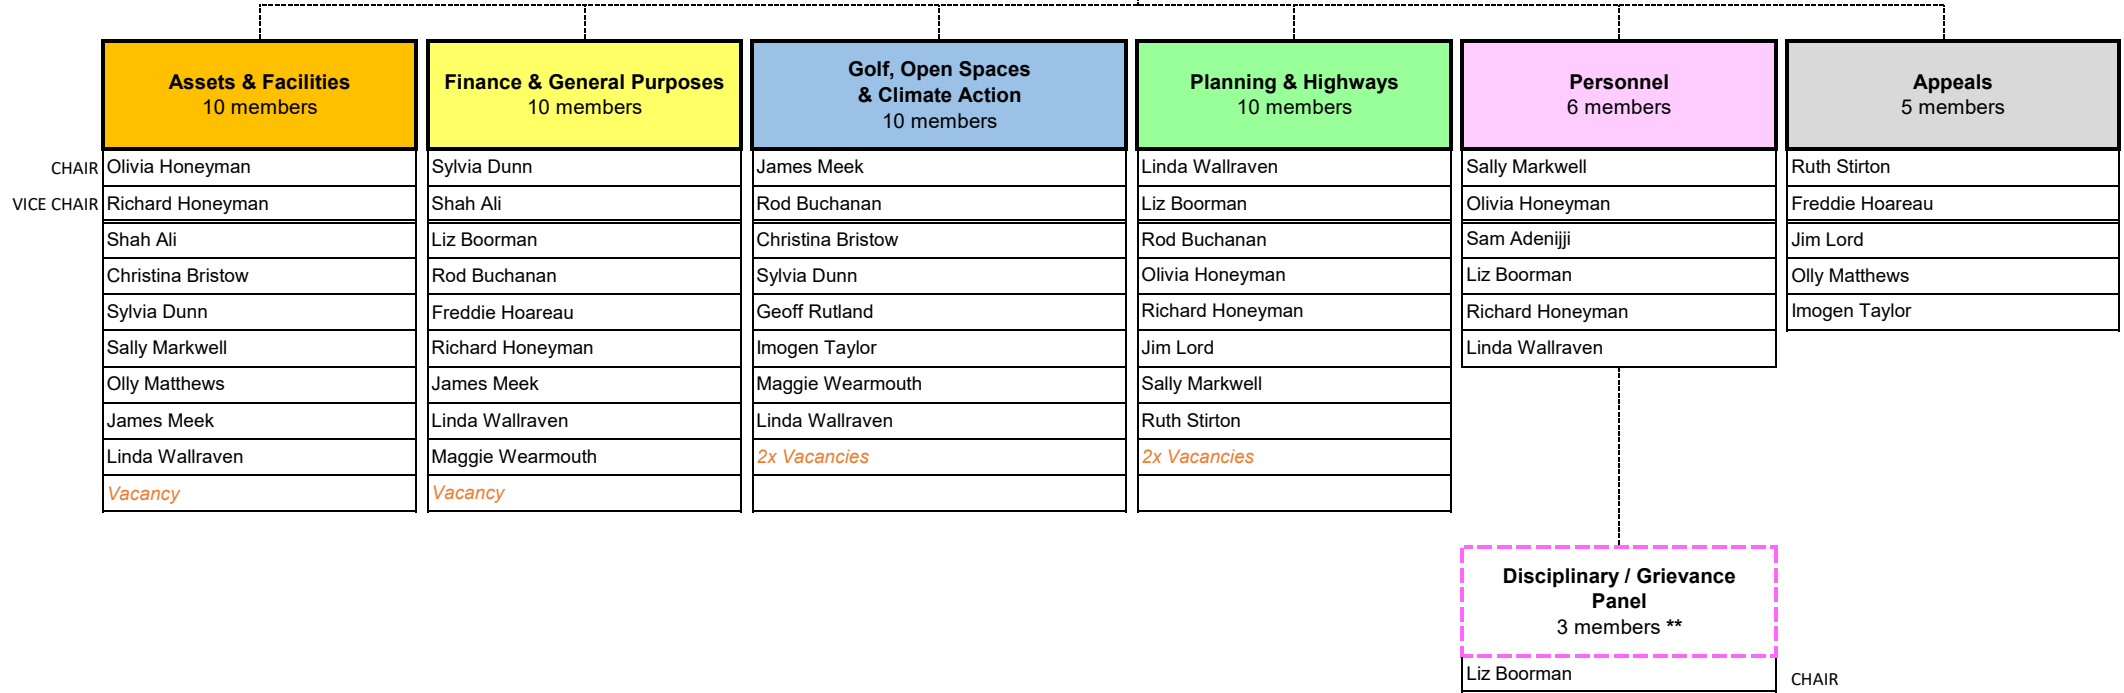 Assets & Facilities
10 members
CHAIR Olivia Honeyman
VICE CHAIR Richard Honeyman
Shah Ali
Christina Bristow
Sylvia Dunn
Sally Markwell
Olly Matthews
James Meek
Linda Wallraven
Vacancy
Finance & General Purposes
10 members
Sylvia Dunn
Shah Ali
Liz Boorman
Rod Buchanan
Freddie Hoareau
Richard Honeyman
James Meek
Linda Wallraven
Maggie Wearmouth
Vacancy
Golf, Open Spaces
& Climate Action
10 members
James Meek
Rod Buchanan
Christina Bristow
Sylvia Dunn
Geoff Rutland
Imogen Taylor
Maggie Wearmouth
Linda Wallraven
2x Vacancies
Planning & Highways
10 members
Linda Wallraven
Liz Boorman
Rod Buchanan
Olivia Honeyman
Richard Honeyman
Jim Lord
Sally Markwell
Ruth Stirton
2x Vacancies
Personnel
6 members
Sally Markwell
Olivia Honeyman
Sam Adenijji
Liz Boorman
Richard Honeyman
Linda Wallraven
Appeals
5 members
Ruth Stirton
Freddie Hoareau
Jim Lord
Olly Matthews
Imogen Taylor
Disciplinary / Grievance
Panel
3 members **
Liz Boorman CHAIR